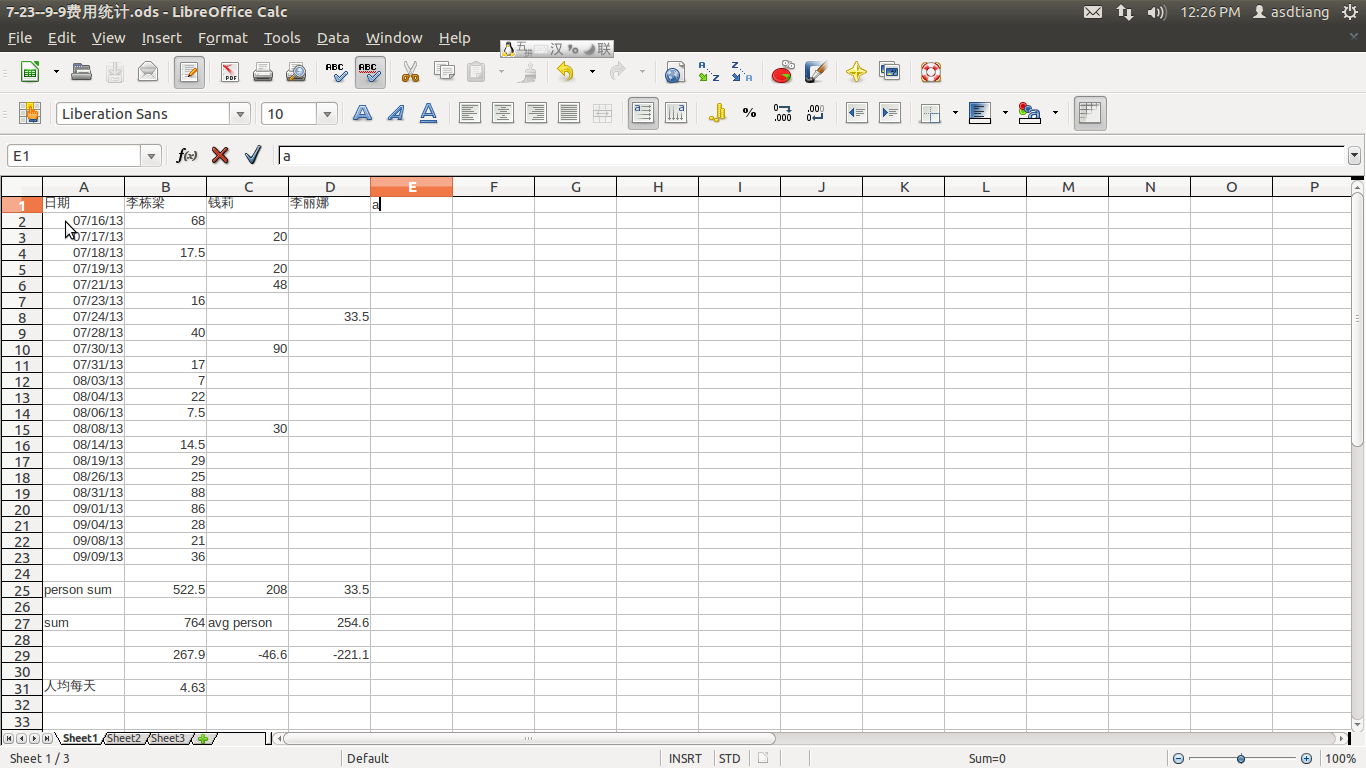 7-23--9-9费用统计.ods - LibreOffice Calc 12:26 PM asdtiang
File Edit View Insert Format Tools Data Window Help
五 汉 联
Liberation Sans 10
E1 f(x) a
A B C D E F G H I J K L M N O P
1 日期 李栋梁 钱莉 李丽娜 a
2 07/16/13 68
3 07/17/13 20
4 07/18/13 17.5
5 07/19/13 20
6 07/21/13 48
7 07/23/13 16
8 07/24/13 33.5
9 07/28/13 40
10 07/30/13 90
11 07/31/13 17
12 08/03/13 7
13 08/04/13 22
14 08/06/13 7.5
15 08/08/13 30
16 08/14/13 14.5
17 08/19/13 29
18 08/26/13 25
19 08/31/13 88
20 09/01/13 86
21 09/04/13 28
22 09/08/13 21
23 09/09/13 36
24
25 person sum 522.5 208 33.5
26
27 sum 764 avg person 254.6
28
29 267.9 -46.6 -221.1
30
31 人均每天 4.63
32
33
Sheet1 Sheet2 Sheet3
Sheet 1 / 3 Default INSRT STD Sum=0 100%